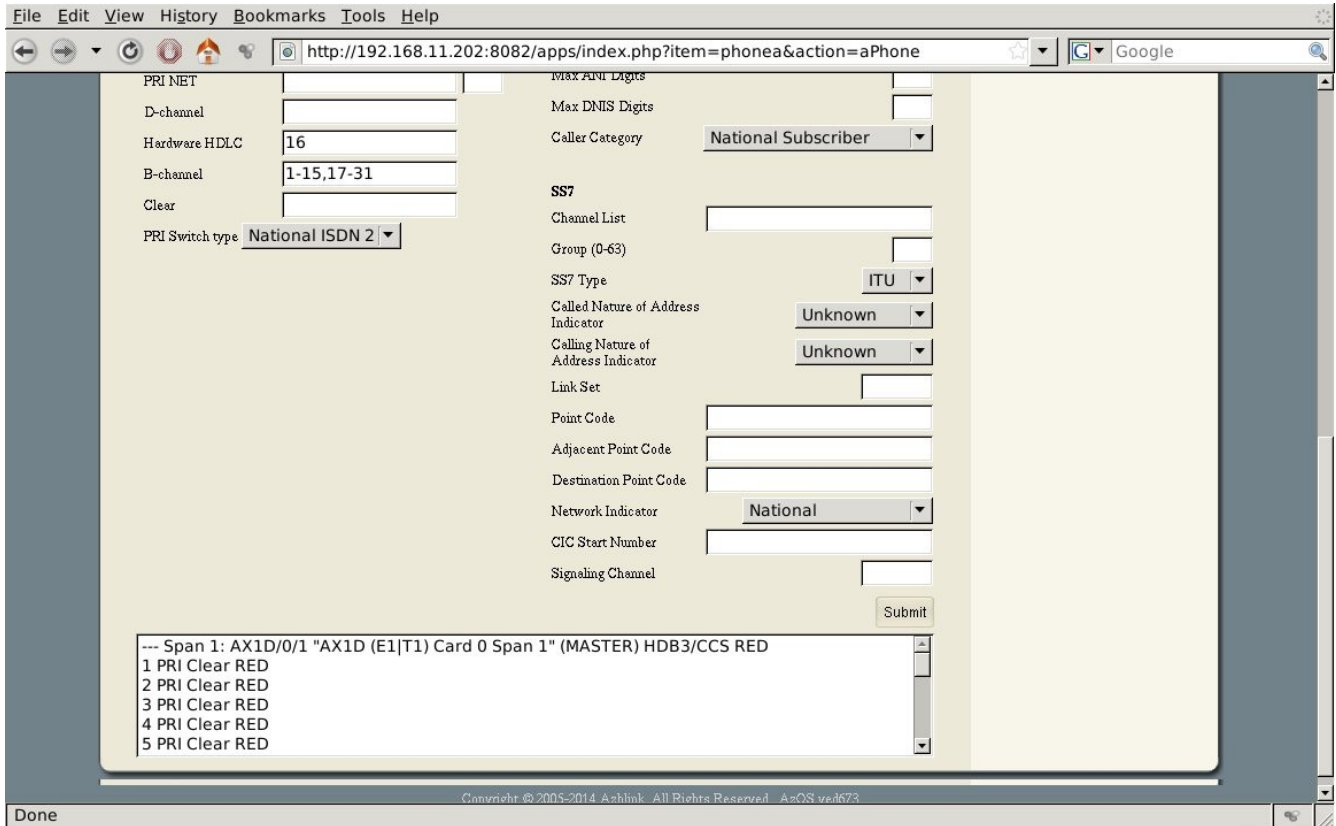 File Edit View History Bookmarks Tools Help
http://192.168.11.202:8082/apps/index.php?item=phonea&action=aPhone
G Google
PRI NET
D-channel
Hardware HDLC 16
B-channel 1-15,17-31
Clear
PRI Switch type National ISDN 2
Max ANI Digits
Max DNIS Digits
Caller Category National Subscriber
SS7
Channel List
Group (0-63)
SS7 Type ITU
Called Nature of Address
Indicator Unknown
Calling Nature of
Address Indicator Unknown
Link Set
Point Code
Adjacent Point Code
Destination Point Code
Network Indicator National
CIC Start Number
Signaling Channel
Submit
--- Span 1: AX1D/0/1 "AX1D (E1|T1) Card 0 Span 1" (MASTER) HDB3/CCS RED
1 PRI Clear RED
2 PRI Clear RED
3 PRI Clear RED
4 PRI Clear RED
5 PRI Clear RED
Copyright © 2005-2014 Azblink. All Rights Reserved. AzOS ved673
Done